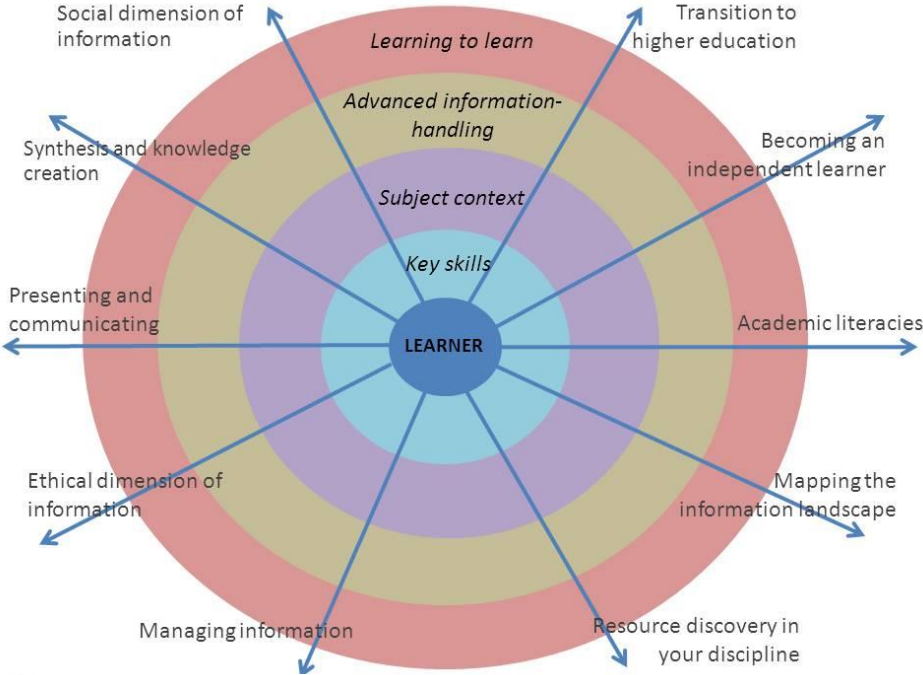 Social dimension of
information
Transition to
higher education
Learning to learn
Advanced information-
handling
Synthesis and knowledge
creation
Becoming an
independent learner
Subject context
Key skills
Presenting and
communicating
LEARNER
Academic literacies
Ethical dimension of
information
Mapping the
information landscape
Managing information
Resource discovery in
your discipline